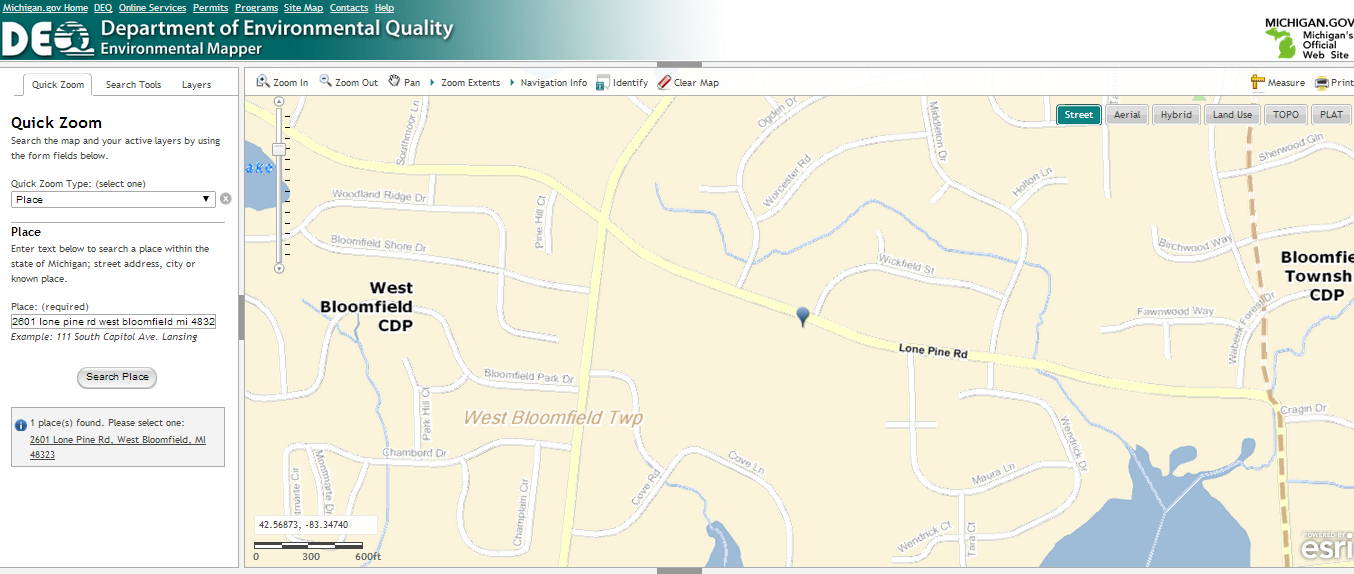 Michigan.gov Home DEQ Online Services Permits Programs Site Map Contacts Help
DEQ Department of Environmental Quality
Environmental Mapper
MICHIGAN.GOV
Michigan's
Official
Web Site
Quick Zoom Search Tools Layers
Zoom In Zoom Out Pan Zoom Extents Navigation Info Identify Clear Map Measure Print
Quick Zoom
Search the map and your active layers by using
the form fields below.
Quick Zoom Type: (select one)
Place
Place
Enter text below to search a place within the
state of Michigan; street address, city or
known place.
Place: (required)
2601 lone pine rd west bloomfield mi 4832
Example: 111 South Capitol Ave. Lansing
Search Place
1 place(s) found. Please select one:
2601 Lone Pine Rd, West Bloomfield, MI
48323
Street Aerial Hybrid Land Use TOPO PLAT
ake
Southmoor Ln
Ogden Dr
Middleton Dr
Sherwood Gln
Woodland Ridge Dr
Pine Hill Ct
Worcester Rd
Holton Ln
Bloomfield Shore Dr
Wickfield St
Birchwood Way
West
Bloomfield
CDP
Bloomfie
Townsh
CDP
Fawnwood Way
Wabeek Forest Dr
Lone Pine Rd
Bloomfield Park Dr
Park Hill Ct
West Bloomfield Twp
Cragin Dr
Chambord Dr
Cove Ln
Cove Rd
Wendrick Dr
Maura Ln
tmarte Cir
Mommarte Dr
Champlain Cir
Wendrick Ct
Tara Ct
42.56873, -83.34740
0 300 600ft
POWERED BY
esri